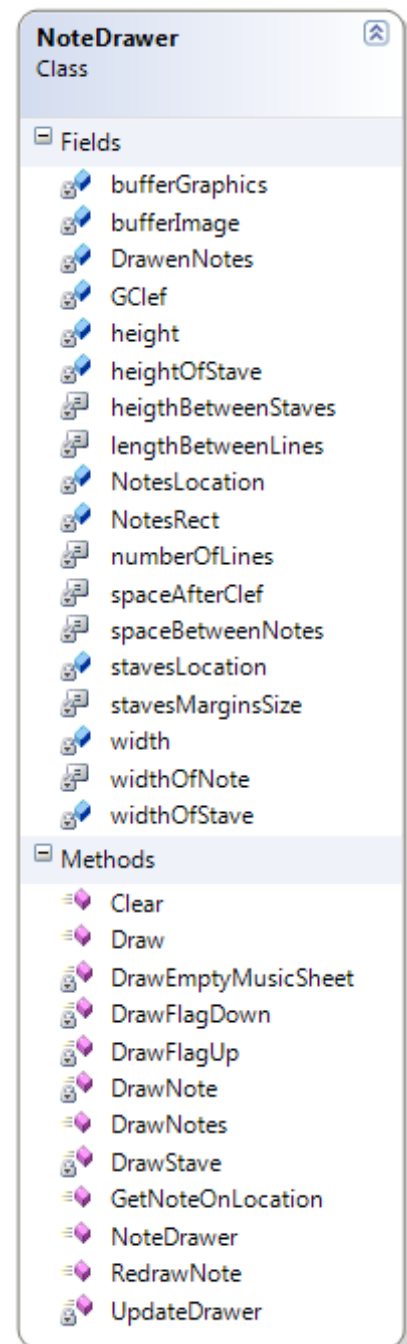 NoteDrawer
Class
Fields
bufferGraphics
bufferImage
DrawenNotes
GClef
height
heightOfStave
heigthBetweenStaves
lengthBetweenLines
NotesLocation
NotesRect
numberOfLines
spaceAfterClef
spaceBetweenNotes
stavesLocation
stavesMarginsSize
width
widthOfNote
widthOfStave
Methods
Clear
Draw
DrawEmptyMusicSheet
DrawFlagDown
DrawFlagUp
DrawNote
DrawNotes
DrawStave
GetNoteOnLocation
NoteDrawer
RedrawNote
UpdateDrawer